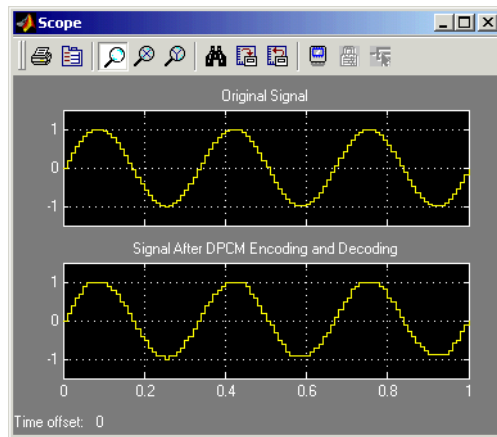 Scope
Original Signal
1
0
-1
Signal After DPCM Encoding and Decoding
1
0
-1
0 0.2 0.4 0.6 0.8 1
Time offset: 0